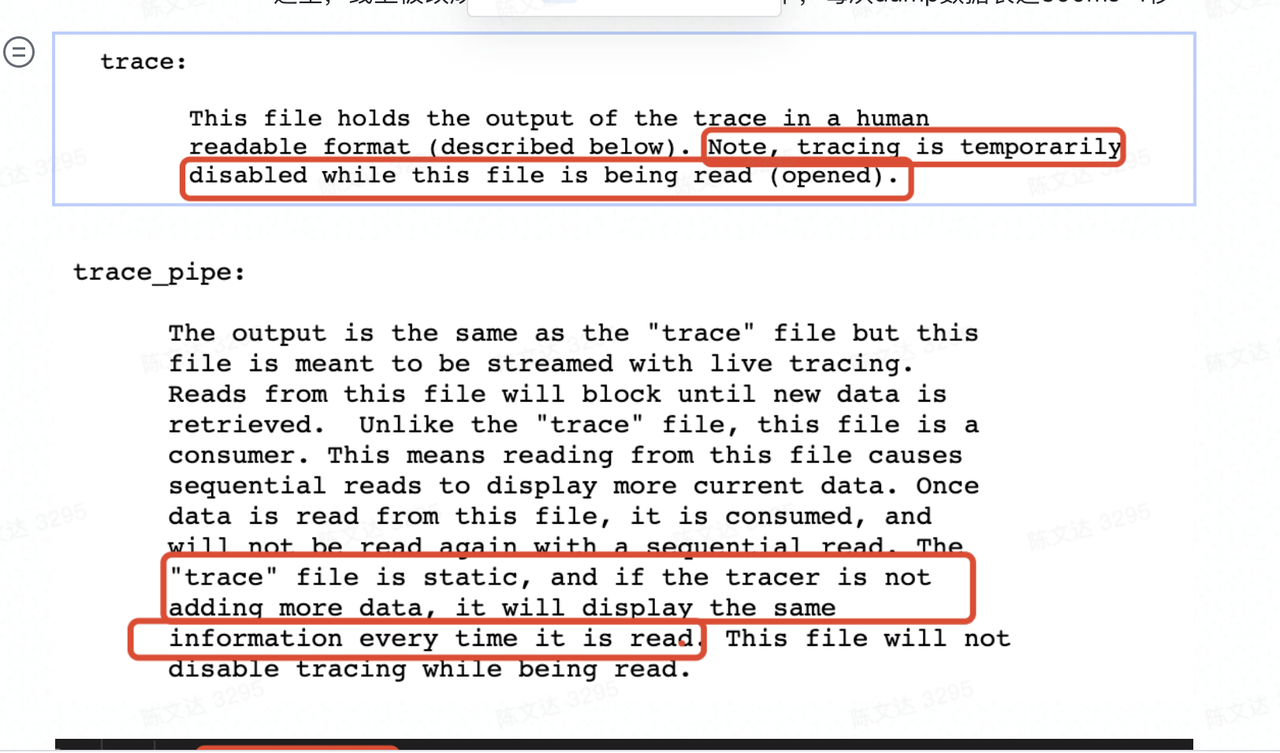 trace:
This file holds the output of the trace in a human
readable format (described below). Note, tracing is temporarily
disabled while this file is being read (opened).
trace_pipe:
The output is the same as the "trace" file but this
file is meant to be streamed with live tracing.
Reads from this file will block until new data is
retrieved.  Unlike the "trace" file, this file is a
consumer. This means reading from this file causes
sequential reads to display more current data. Once
data is read from this file, it is consumed, and
will not be read again with a sequential read. The
"trace" file is static, and if the tracer is not
adding more data, it will display the same
information every time it is read. This file will not
disable tracing while being read.
陈文达 3295